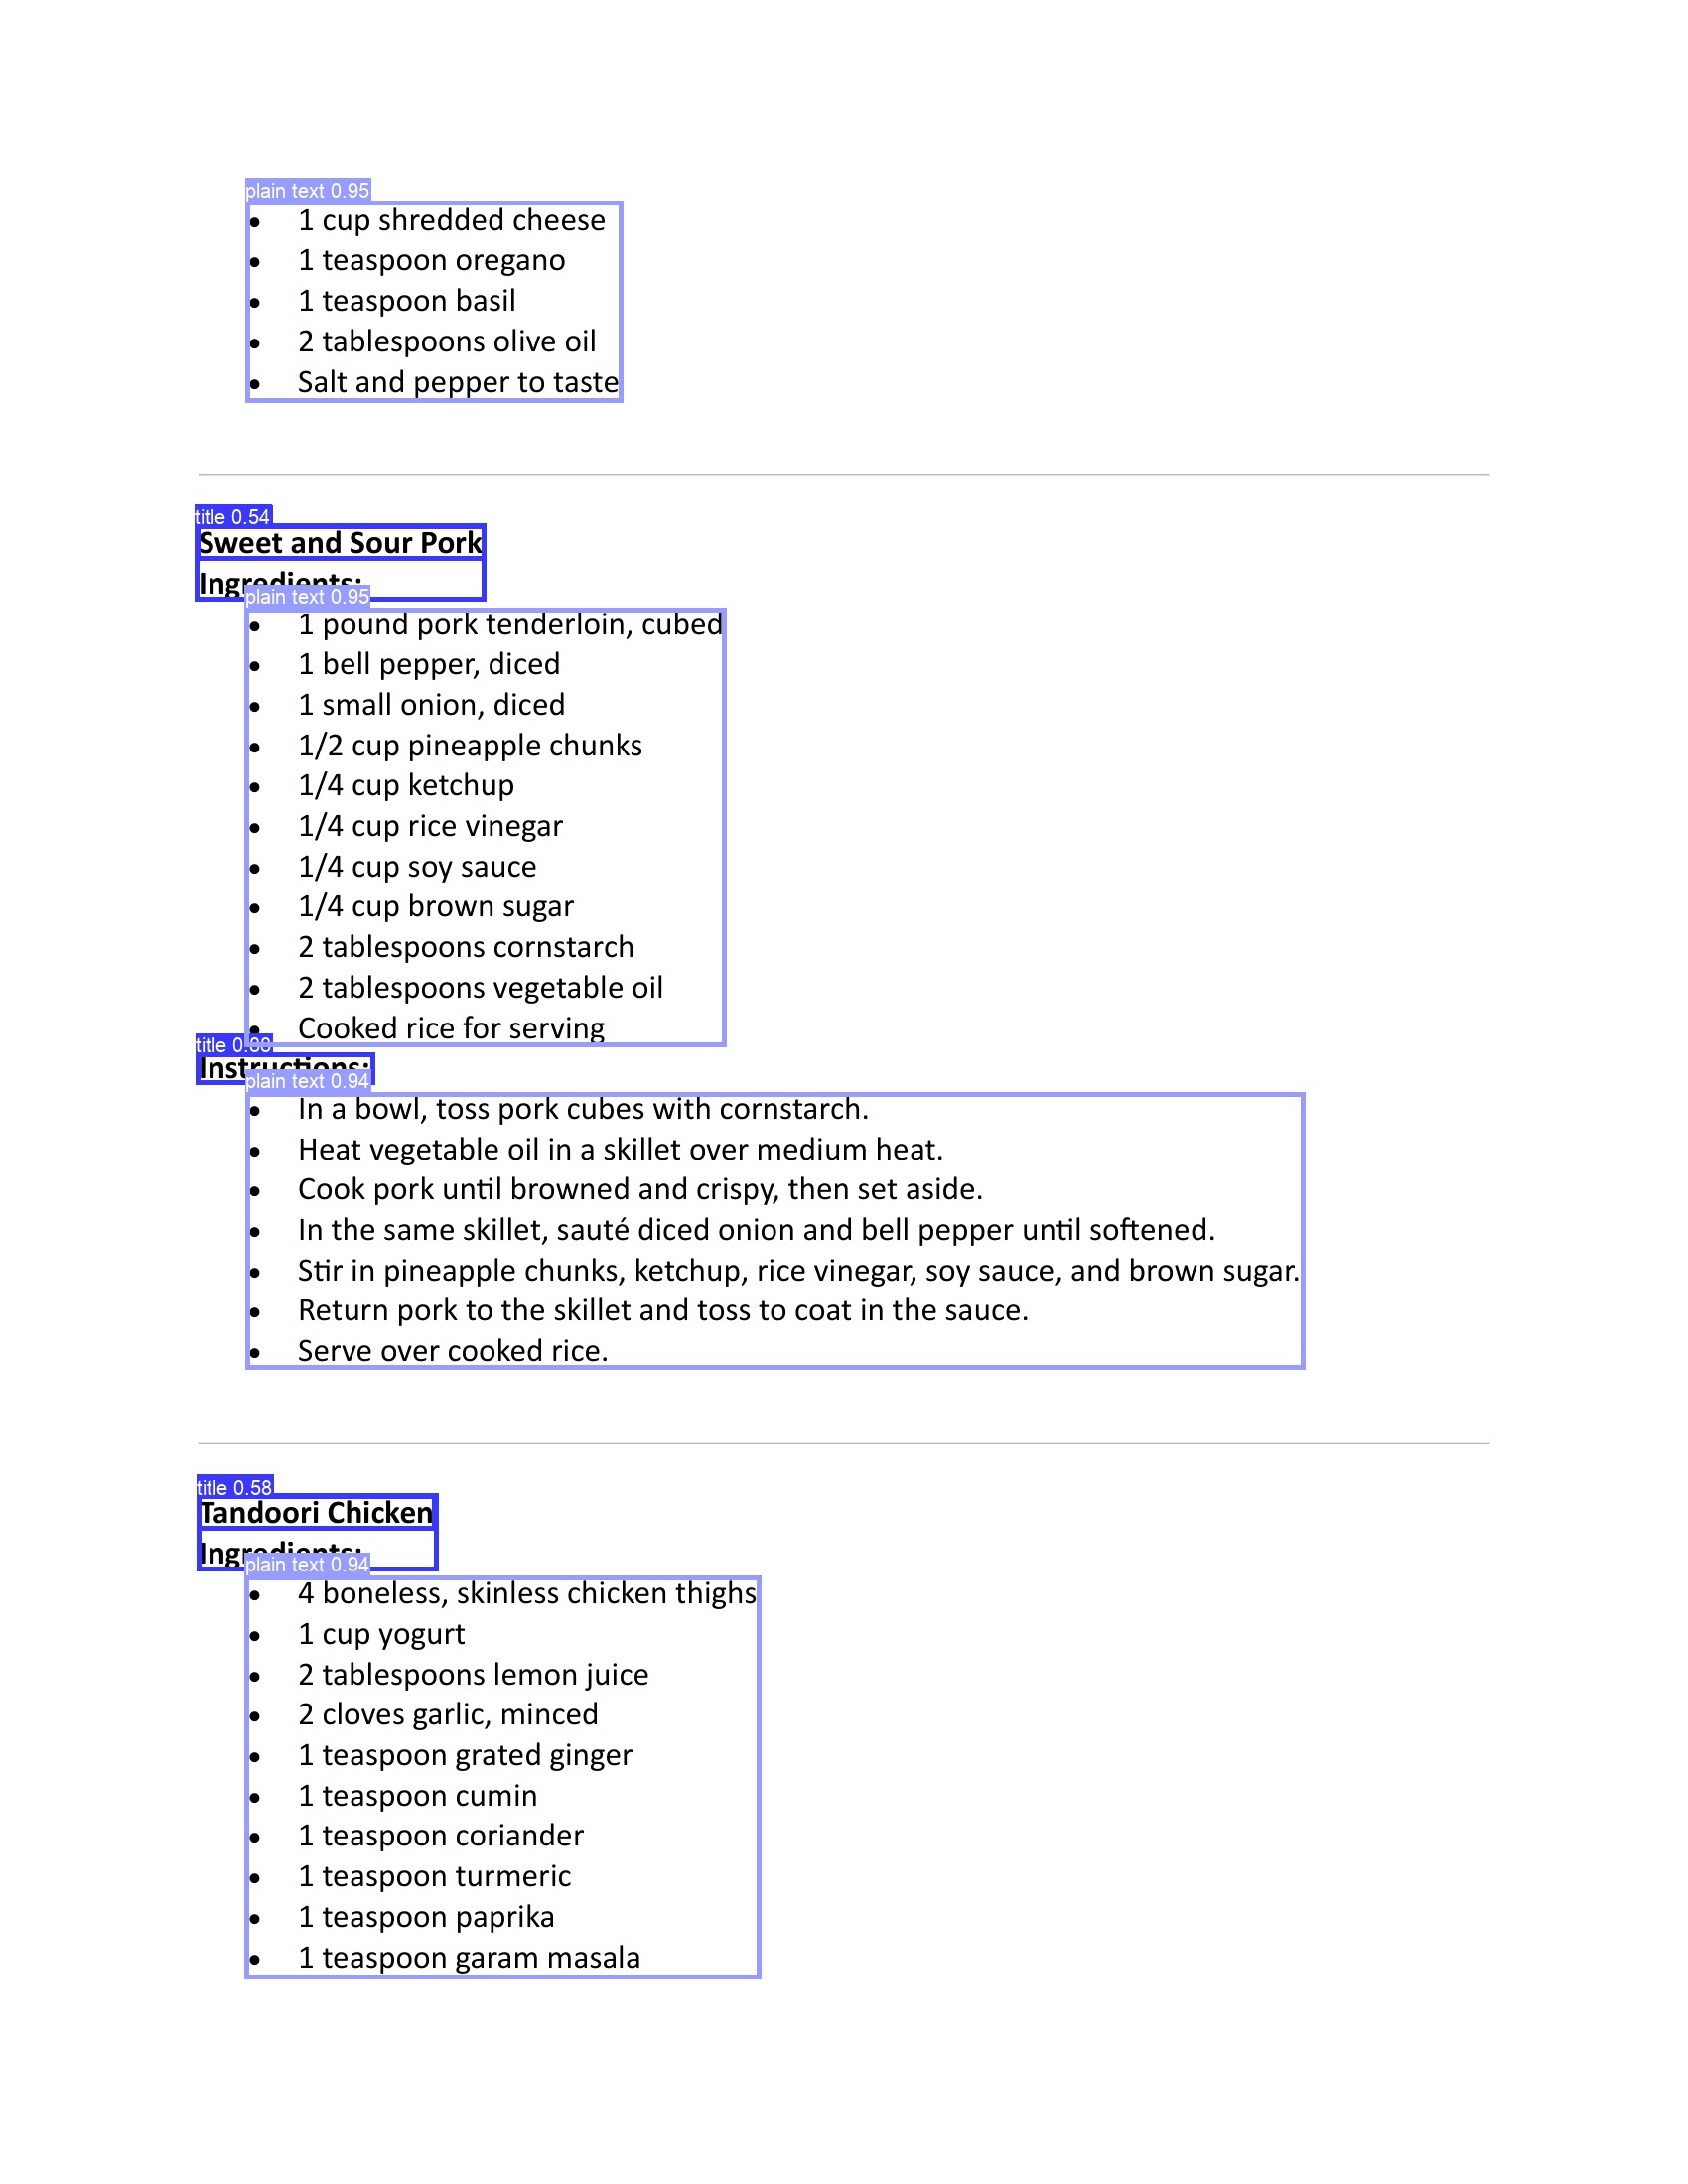 plain text 0.95
• 1 cup shredded cheese
• 1 teaspoon oregano
• 1 teaspoon basil
• 2 tablespoons olive oil
• Salt and pepper to taste
title 0.54
Sweet and Sour Pork
Ingredients:
plain text 0.95
• 1 pound pork tenderloin, cubed
• 1 bell pepper, diced
• 1 small onion, diced
• 1/2 cup pineapple chunks
• 1/4 cup ketchup
• 1/4 cup rice vinegar
• 1/4 cup soy sauce
• 1/4 cup brown sugar
• 2 tablespoons cornstarch
• 2 tablespoons vegetable oil
• Cooked rice for serving
title
Instructions:
plain text 0.94
• In a bowl, toss pork cubes with cornstarch.
• Heat vegetable oil in a skillet over medium heat.
• Cook pork until browned and crispy, then set aside.
• In the same skillet, sauté diced onion and bell pepper until softened.
• Stir in pineapple chunks, ketchup, rice vinegar, soy sauce, and brown sugar.
• Return pork to the skillet and toss to coat in the sauce.
• Serve over cooked rice.
title 0.58
Tandoori Chicken
Ingredients:
plain text 0.94
• 4 boneless, skinless chicken thighs
• 1 cup yogurt
• 2 tablespoons lemon juice
• 2 cloves garlic, minced
• 1 teaspoon grated ginger
• 1 teaspoon cumin
• 1 teaspoon coriander
• 1 teaspoon turmeric
• 1 teaspoon paprika
• 1 teaspoon garam masala